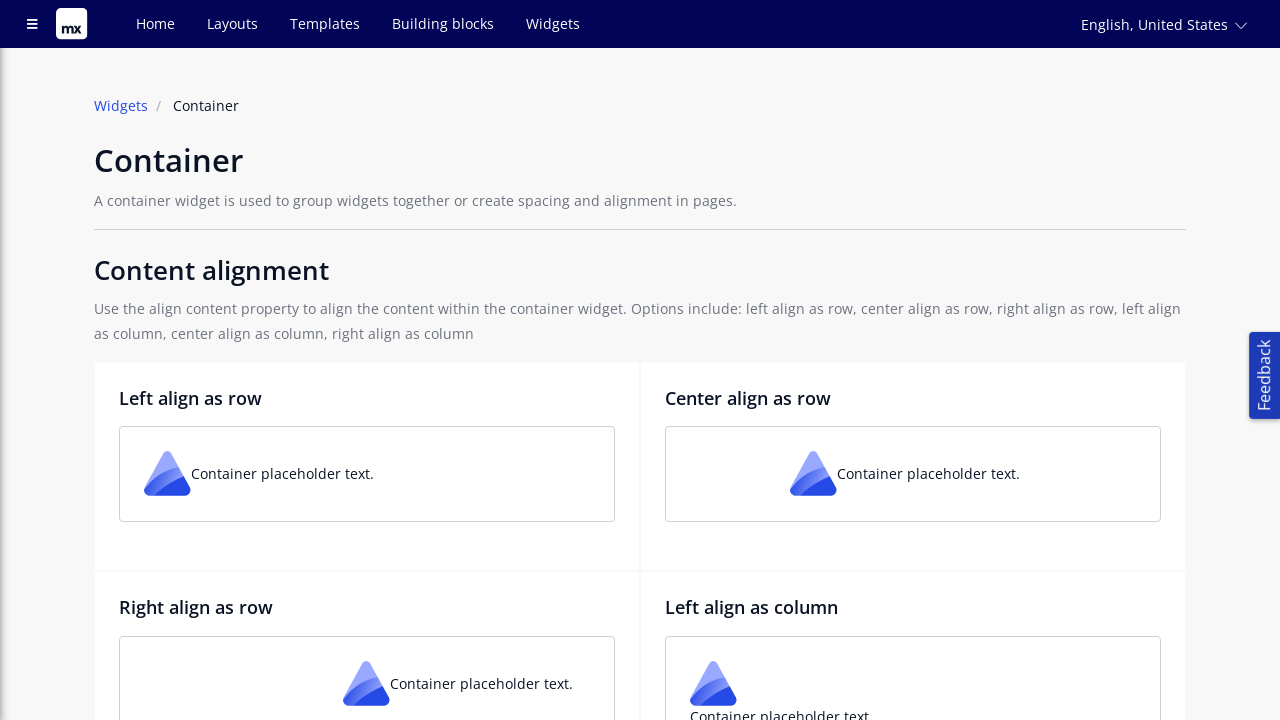 mx
Home
Layouts
Templates
Building blocks
Widgets
English, United States
Widgets / Container
Container
A container widget is used to group widgets together or create spacing and alignment in pages.
Content alignment
Use the align content property to align the content within the container widget. Options include: left align as row, center align as row, right align as row, left align
as column, center align as column, right align as column
Feedback
Left align as row
Container placeholder text.
Center align as row
Container placeholder text.
Right align as row
Container placeholder text.
Left align as column
Container placeholder text.